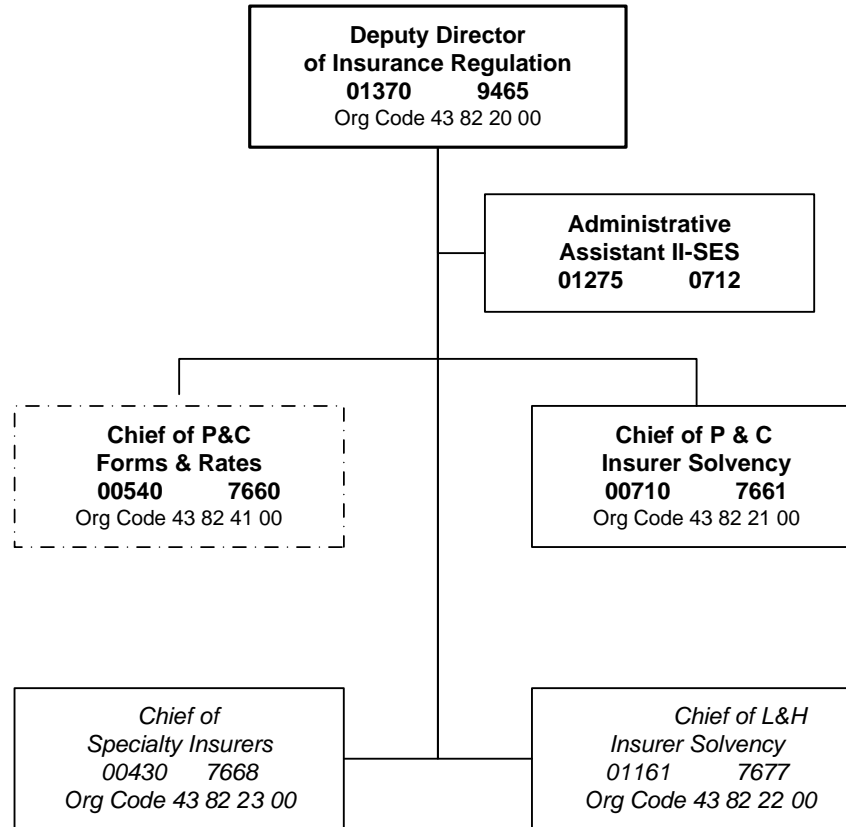 Deputy Director
of Insurance Regulation
01370 9465
Org Code 43 82 20 00
Administrative
Assistant II-SES
01275 0712
Chief of P&C
Forms & Rates
00540 7660
Org Code 43 82 41 00
Chief of P & C
Insurer Solvency
00710 7661
Org Code 43 82 21 00
Chief of
Specialty Insurers
00430 7668
Org Code 43 82 23 00
Chief of L&H
Insurer Solvency
01161 7677
Org Code 43 82 22 00